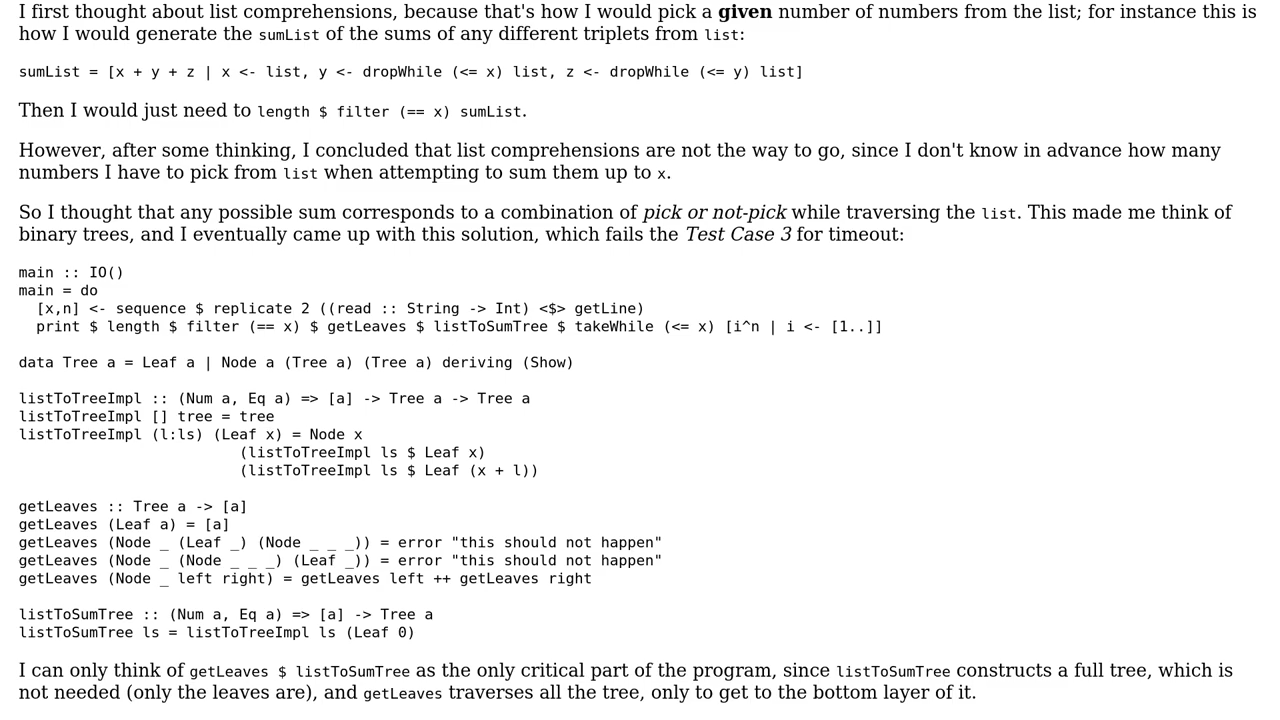 I first thought about list comprehensions, because that's how I would pick a given number of numbers from the list; for instance this is
how I would generate the sumList of the sums of any different triplets from list:
sumList = [x + y + z | x <- list, y <- dropWhile (<= x) list, z <- dropWhile (<= y) list]
Then I would just need to length $ filter (== x) sumList.
However, after some thinking, I concluded that list comprehensions are not the way to go, since I don't know in advance how many
numbers I have to pick from list when attempting to sum them up to x.
So I thought that any possible sum corresponds to a combination of pick or not-pick while traversing the list. This made me think of
binary trees, and I eventually came up with this solution, which fails the Test Case 3 for timeout:
main :: IO()
main = do
  [x,n] <- sequence $ replicate 2 ((read :: String -> Int) <$> getLine)
  print $ length $ filter (== x) $ getLeaves $ listToSumTree $ takeWhile (<= x) [i^n | i <- [1..]]
data Tree a = Leaf a | Node a (Tree a) (Tree a) deriving (Show)
listToTreeImpl :: (Num a, Eq a) => [a] -> Tree a -> Tree a
listToTreeImpl [] tree = tree
listToTreeImpl (l:ls) (Leaf x) = Node x
                         (listToTreeImpl ls $ Leaf x)
                         (listToTreeImpl ls $ Leaf (x + l))
getLeaves :: Tree a -> [a]
getLeaves (Leaf a) = [a]
getLeaves (Node _ (Leaf _) (Node _ _ _)) = error "this should not happen"
getLeaves (Node _ (Node _ _ _) (Leaf _)) = error "this should not happen"
getLeaves (Node _ left right) = getLeaves left ++ getLeaves right
listToSumTree :: (Num a, Eq a) => [a] -> Tree a
listToSumTree ls = listToTreeImpl ls (Leaf 0)
I can only think of getLeaves $ listToSumTree as the only critical part of the program, since listToSumTree constructs a full tree, which is
not needed (only the leaves are), and getLeaves traverses all the tree, only to get to the bottom layer of it.